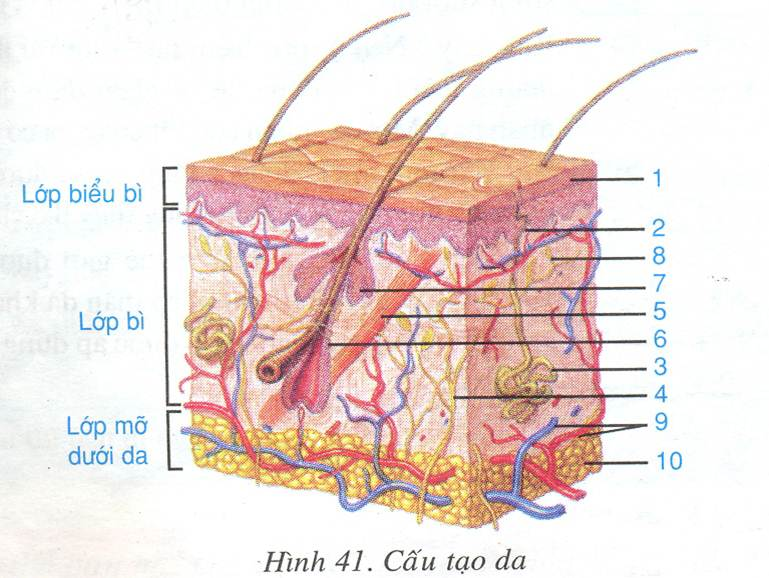 Lớp biểu bì
Lớp bì
Lớp mỡ
dưới da
1
2
8
7
5
6
3
4
9
10
Hình 41. Cấu tạo da